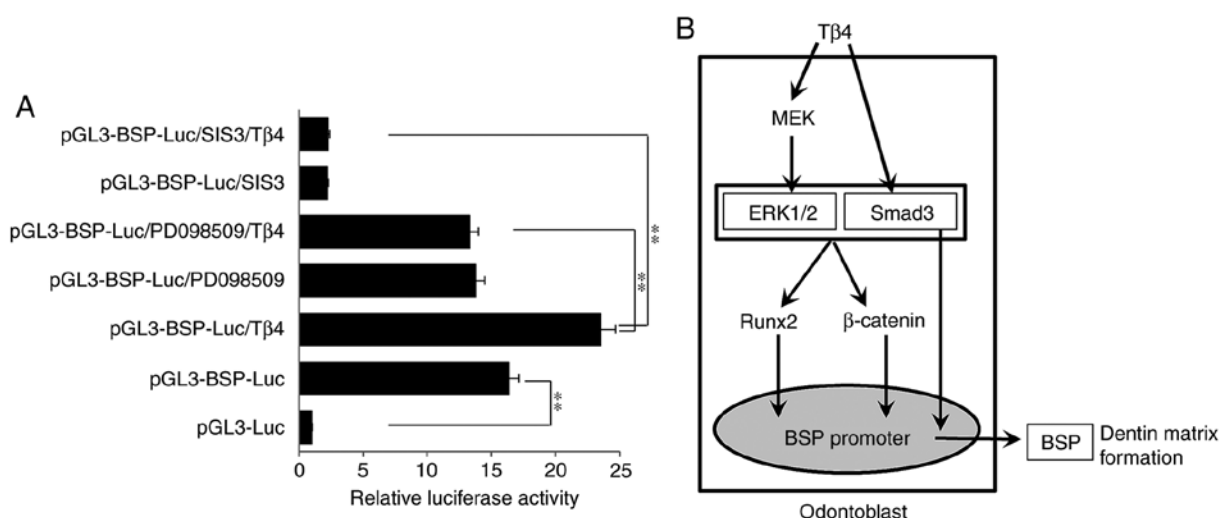 A
pGL3-BSP-Luc/SIS3/Tβ4
pGL3-BSP-Luc/SIS3
pGL3-BSP-Luc/PD098509/Tβ4
pGL3-BSP-Luc/PD098509
pGL3-BSP-Luc/Tβ4
pGL3-BSP-Luc
pGL3-Luc
**
**
**
0 5 10 15 20 25
Relative luciferase activity
B
Tβ4
MEK
ERK1/2 Smad3
Runx2 β-catenin
BSP promoter
BSP
Dentin matrix
formation
Odontoblast